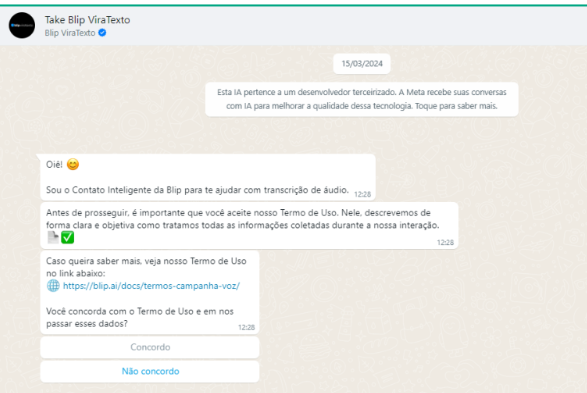 Take Blip ViraTexto
Blip ViraTexto
15/03/2024
Esta IA pertence a um desenvolvedor terceirizado. A Meta recebe suas conversas
com IA para melhorar a qualidade dessa tecnologia. Toque para saber mais.
Oiê! 😊
Sou o Contato Inteligente da Blip para te ajudar com transcrição de áudio. 12:28
Antes de prosseguir, é importante que você aceite nosso Termo de Uso. Nele, descrevemos de
forma clara e objetiva como tratamos todas as informações coletadas durante a nossa interação.
📄✅ 12:28
Caso queira saber mais, veja nosso Termo de Uso
no link abaixo:
🌐 https://blip.ai/docs/termos-campanha-voz/
Você concorda com o Termo de Uso e em nos
passar esses dados? 12:28
Concordo
Não concordo